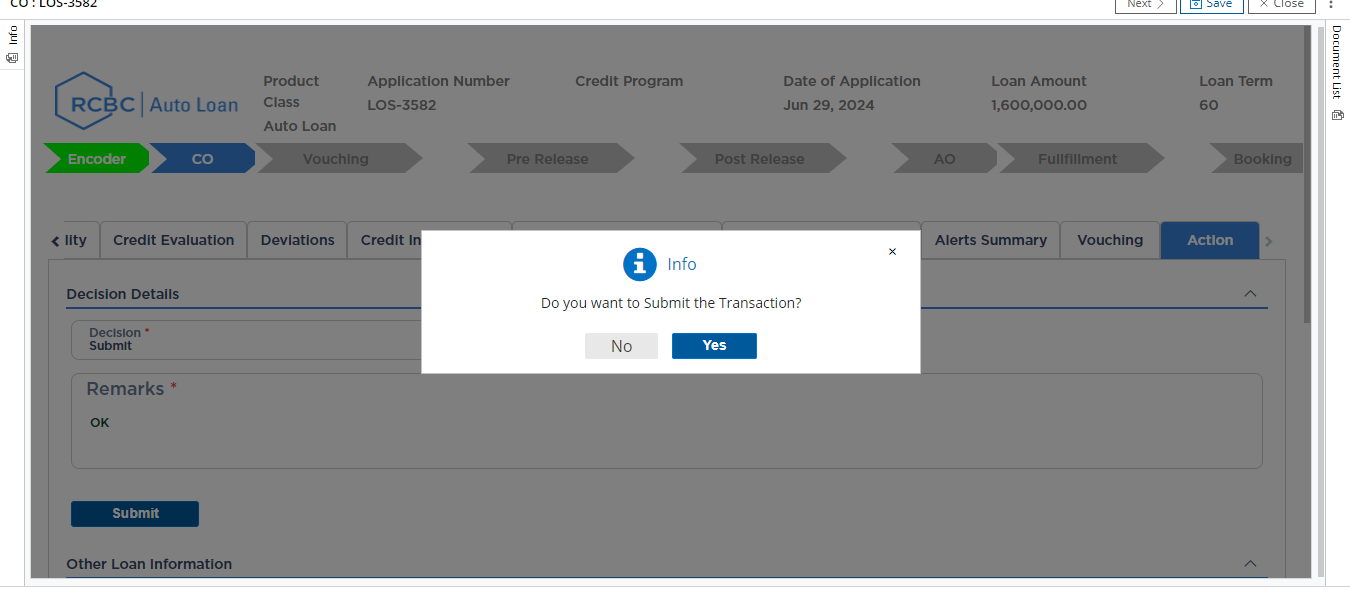 CO : LOS-3582
Next
Save
Close
Info
Document List
RCBC | Auto Loan
Product Class
Auto Loan
Application Number
LOS-3582
Credit Program
Date of Application
Jun 29, 2024
Loan Amount
1,600,000.00
Loan Term
60
Encoder
CO
Vouching
Pre Release
Post Release
AO
Fullfillment
Booking
lity
Credit Evaluation
Deviations
Credit In
Alerts Summary
Vouching
Action
Info
Do you want to Submit the Transaction?
No
Yes
Decision Details
Decision *
Submit
Remarks *
OK
Submit
Other Loan Information